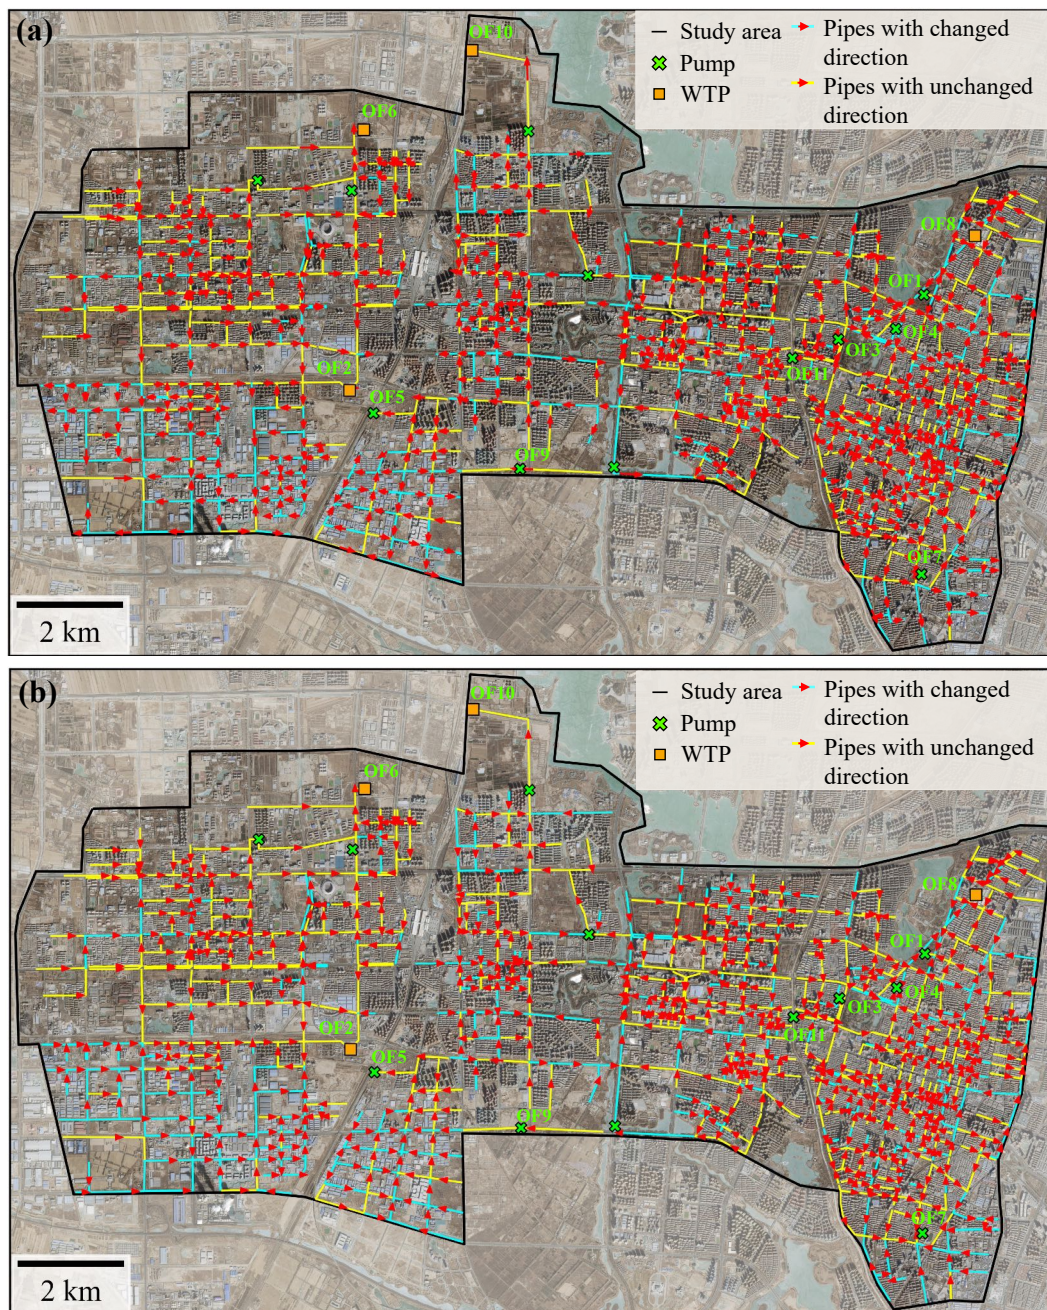 (a)
OF10
Study area
Pump
WTP
Pipes with changed
direction
Pipes with unchanged
direction
OF6
OF8
OF1
OF4
OF3
OF11
OF2
OF5
OF9
OF7
2 km
(b)
OF10
Study area
Pump
WTP
Pipes with changed
direction
Pipes with unchanged
direction
OF6
OF8
OF1
OF4
OF3
OF11
OF2
OF5
OF9
OF7
2 km